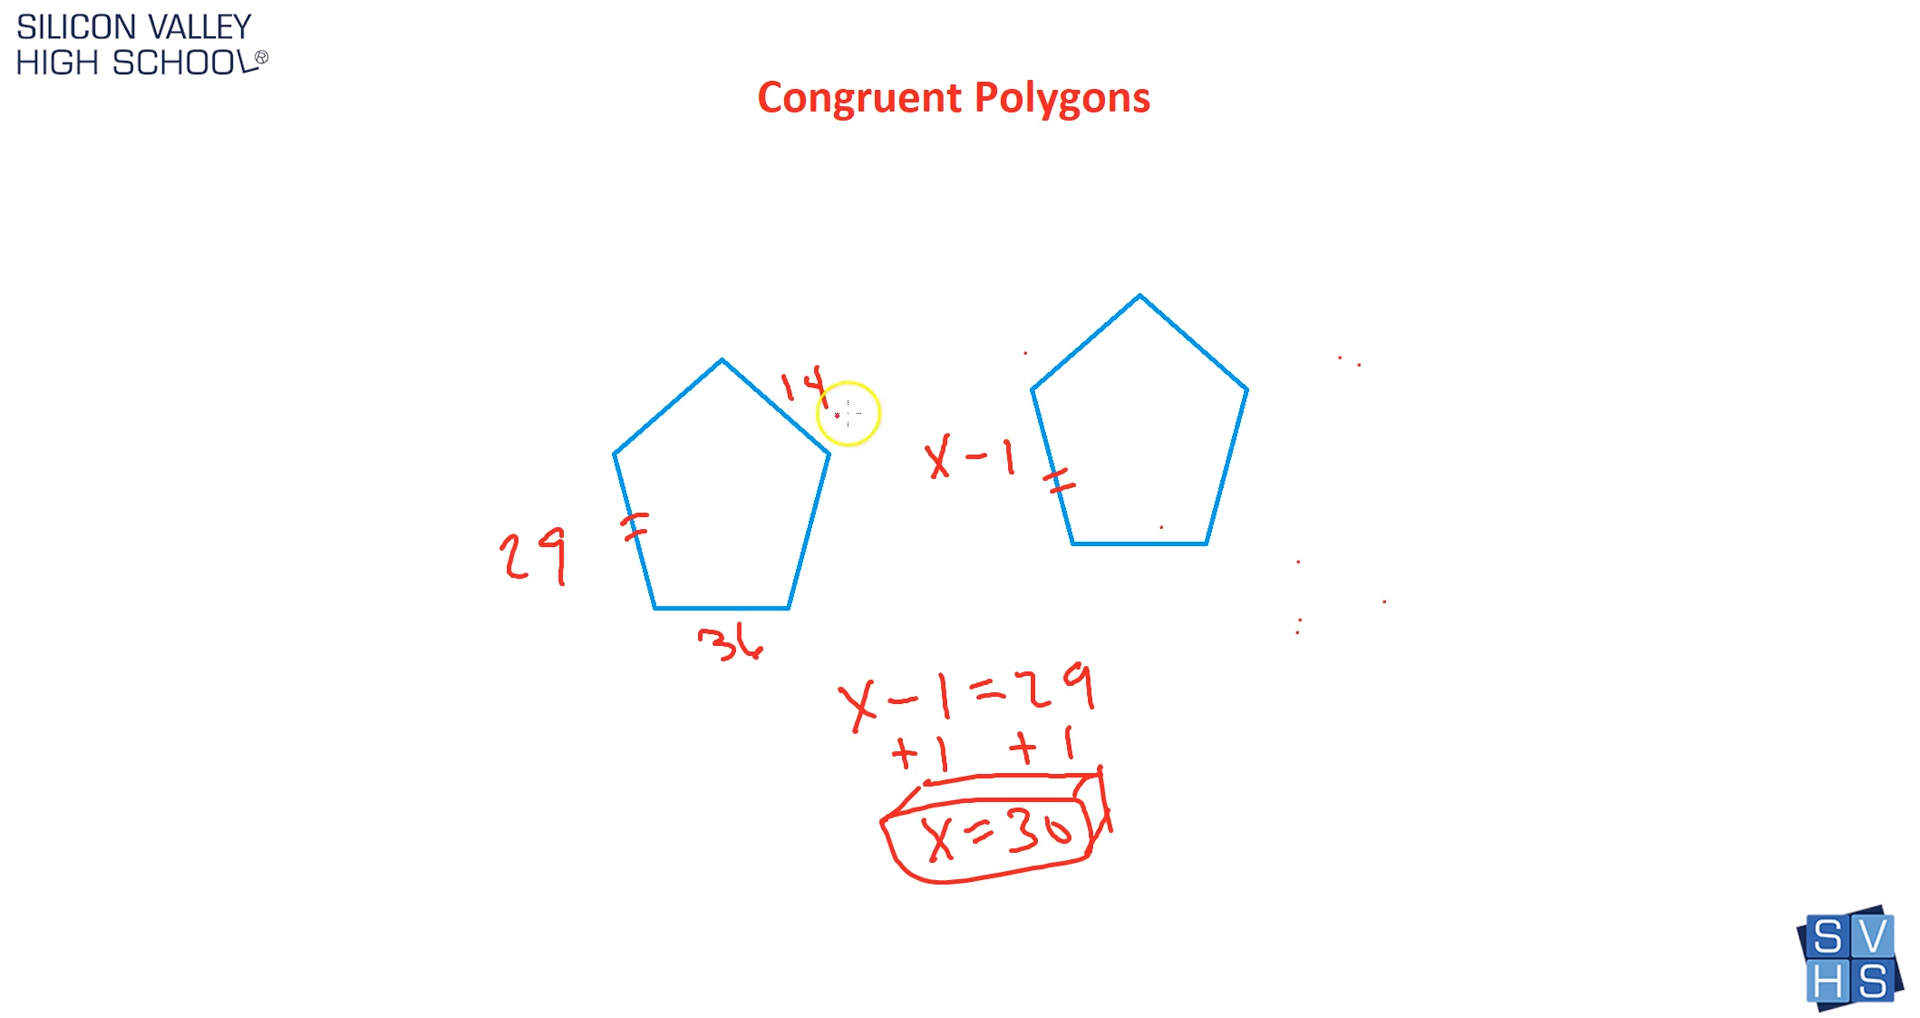 SILICON VALLEY
HIGH SCHOOL®
Congruent Polygons
14
x - 1
29
36
x - 1 = 29
+ 1 + 1
x = 30
S V
H S